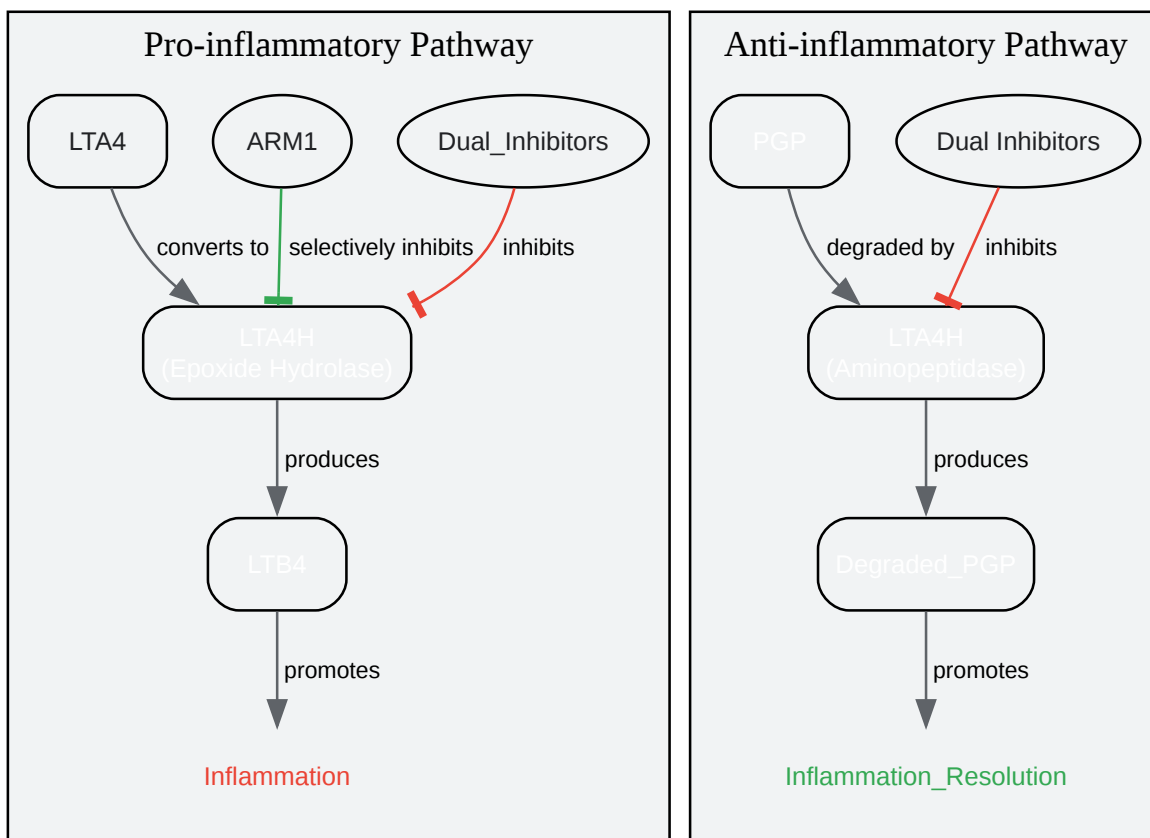 Pro-inflammatory Pathway
LTA4
ARM1
Dual_Inhibitors
converts to
selectively inhibits
inhibits
LTA4H
(Epoxide Hydrolase)
produces
LTB4
promotes
Inflammation
Anti-inflammatory Pathway
PGP
Dual Inhibitors
degraded by
inhibits
LTA4H
(Aminopeptidase)
produces
Degraded_PGP
promotes
Inflammation_Resolution